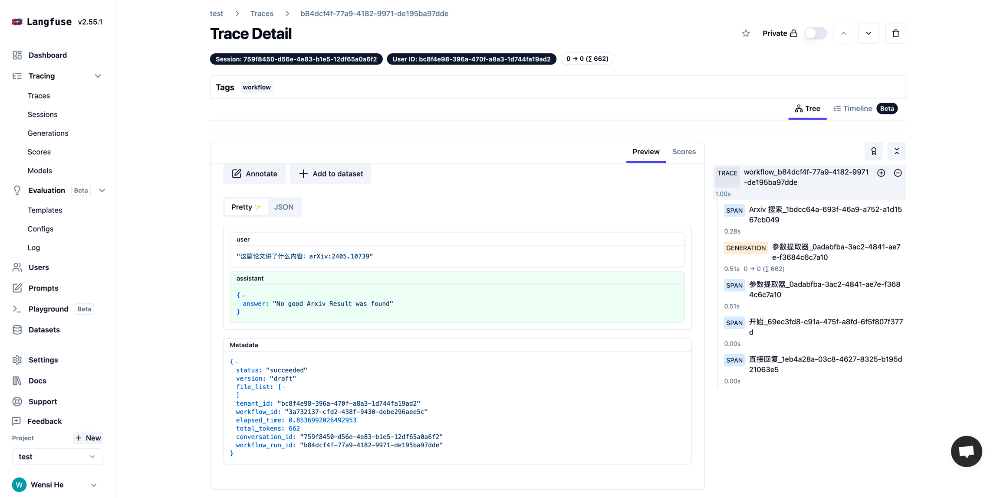 Langfuse v2.55.1
Dashboard
Tracing
Traces
Sessions
Generations
Scores
Models
Evaluation Beta
Templates
Configs
Log
Users
Prompts
Playground Beta
Datasets
Settings
Docs
Support
Feedback
Project + New
test
W Wensi He
test > Traces > b84dcf4f-77a9-4182-9971-de195ba97dde
Trace Detail
Private
Session: 759f8450-d56e-4e83-b1e5-12df65a0a6f2 User ID: bc8f4e98-396a-470f-a8a3-1d744fa19ad2 0 → 0 (∑ 662)
Tags workflow
Tree Timeline Beta
Preview Scores
Annotate + Add to dataset
Pretty ✨ JSON
user
"这篇论文讲了什么内容：arXiv:2405.10739"
assistant
{
answer: "No good Arxiv Result was found"
}
Metadata
{
status: "succeeded"
version: "draft"
file_list: [
]
tenant_id: "bc8f4e98-396a-470f-a8a3-1d744fa19ad2"
workflow_id: "3a732137-cfd2-438f-9430-debe296aee5c"
elapsed_time: 0.8536992026492953
total_tokens: 662
conversation_id: "759f8450-d56e-4e83-b1e5-12df65a0a6f2"
workflow_run_id: "b84dcf4f-77a9-4182-9971-de195ba97dde"
}
TRACE workflow_b84dcf4f-77a9-4182-9971
-de195ba97dde
1.00s
SPAN Arxiv 搜索_1bdcc64a-693f-46a9-a752-a1d15
67cb049
0.28s
GENERATION 参数提取器_0adabfba-3ac2-4841-ae7
e-f3684c6c7a10
0.51s 0 → 0 (∑ 662)
SPAN 参数提取器_0adabfba-3ac2-4841-ae7e-f368
4c6c7a10
0.51s
SPAN 开始_69ec3fd8-c91a-475f-a8fd-6f5f807f377
d
0.00s
SPAN 直接回复_1eb4a28a-03c8-4627-8325-b195d
21063e5
0.00s